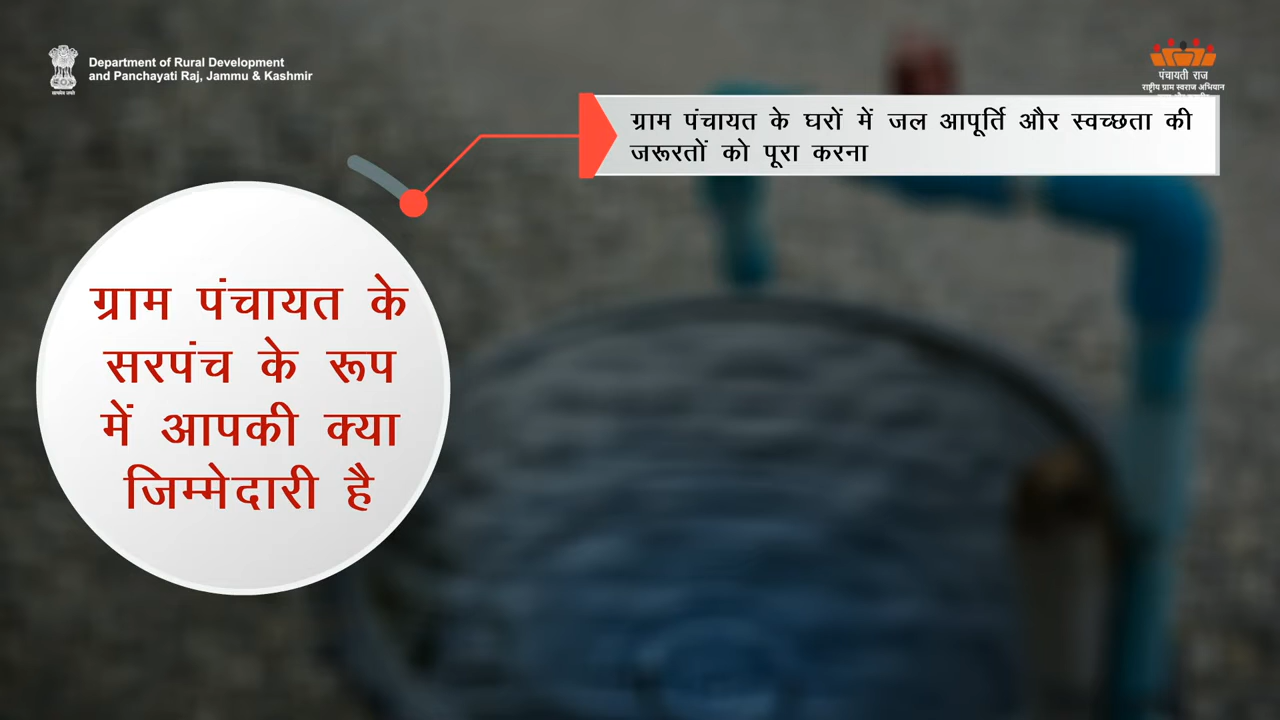 Department of Rural Development
and Panchayati Raj, Jammu & Kashmir
पंचायती राज
राष्ट्रीय ग्राम स्वराज अभियान
ग्राम पंचायत के घरों में जल आपूर्ति और स्वच्छता की
जरूरतों को पूरा करना
ग्राम पंचायत के
सरपंच के रूप
में आपकी क्या
जिम्मेदारी है